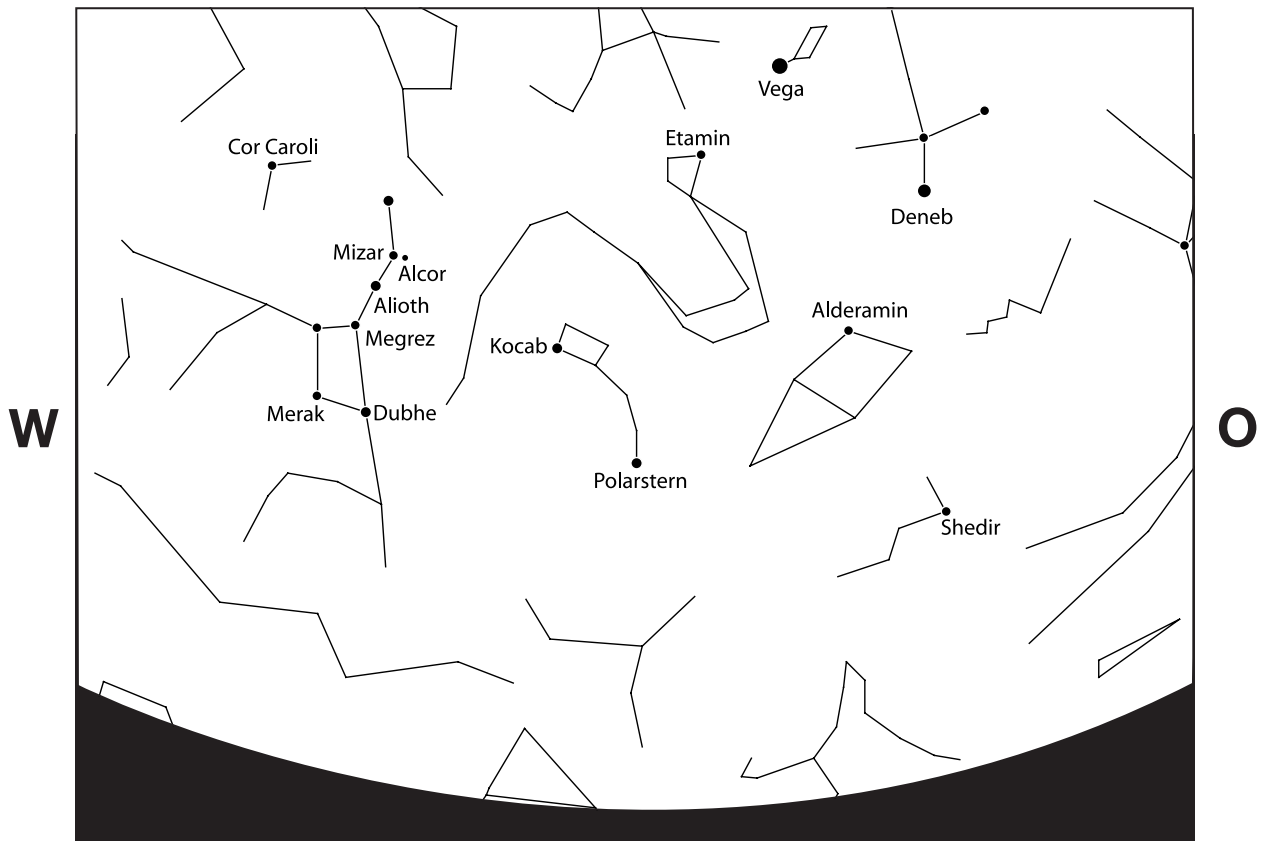 Vega
Etamin
Cor Caroli
Deneb
Mizar
Alcor
Alioth
Alderamin
Megrez
Kocab
Merak
Dubhe
W
O
Polarstern
Shedir